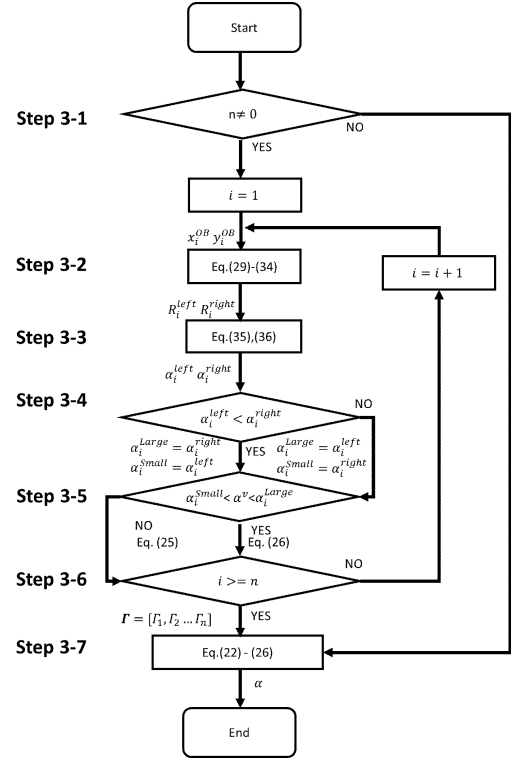 Start
Step 3-1
n≠ 0
NO
YES
i = 1
x_i^{OB} y_i^{OB}
Step 3-2
Eq.(29)-(34)
i = i + 1
R_i^{left} R_i^{right}
Step 3-3
Eq.(35),(36)
α_i^{left} α_i^{right}
Step 3-4
NO
α_i^{left} < α_i^{right}
YES
α_i^{Large} = α_i^{right}
α_i^{Small} = α_i^{left}
α_i^{Large} = α_i^{left}
α_i^{Small} = α_i^{right}
Step 3-5
α_i^{Small} < α^v < α_i^{Large}
NO
Eq. (25)
YES
Eq. (26)
NO
Step 3-6
i >= n
Γ = [Γ_1, Γ_2 … Γ_n]
YES
Step 3-7
Eq.(22) - (26)
α
End